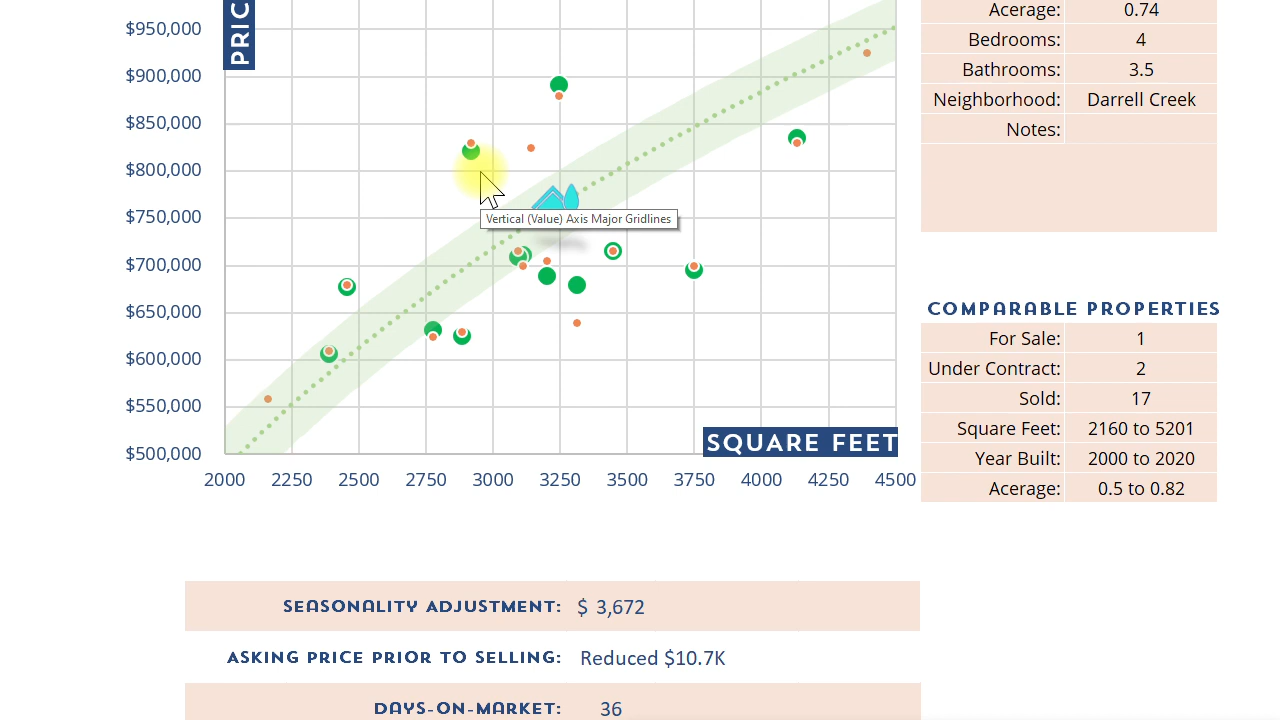 PRIC
$950,000
$900,000
$850,000
$800,000
$750,000
$700,000
$650,000
$600,000
$550,000
$500,000
Vertical (Value) Axis Major Gridlines
SQUARE FEET
2000 2250 2500 2750 3000 3250 3500 3750 4000 4250 4500
Acerage: 0.74
Bedrooms: 4
Bathrooms: 3.5
Neighborhood: Darrell Creek
Notes:
COMPARABLE PROPERTIES
For Sale: 1
Under Contract: 2
Sold: 17
Square Feet: 2160 to 5201
Year Built: 2000 to 2020
Acerage: 0.5 to 0.82
SEASONALITY ADJUSTMENT: $ 3,672
ASKING PRICE PRIOR TO SELLING: Reduced $10.7K
DAYS-ON-MARKET: 36